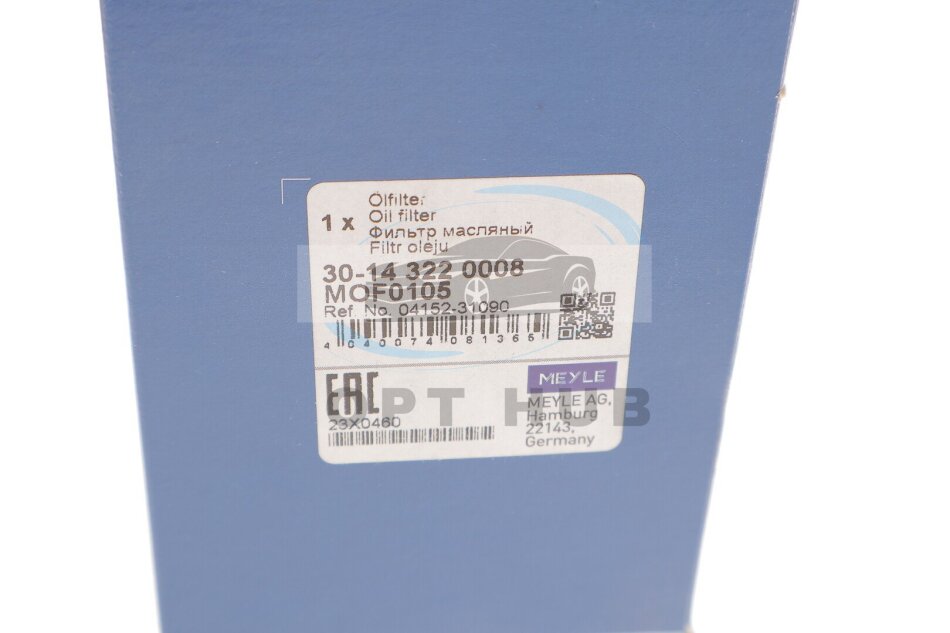 Ölfilter
1 x Oil filter
Фильтр масляный
Filtr oleju
30-14 322 0008
MOF0105
Ref. No. 04152-31090
4 040074 081365
EAC
MEYLE
OPT HUB
MEYLE AG,
23X0460
Hamburg
22143,
Germany